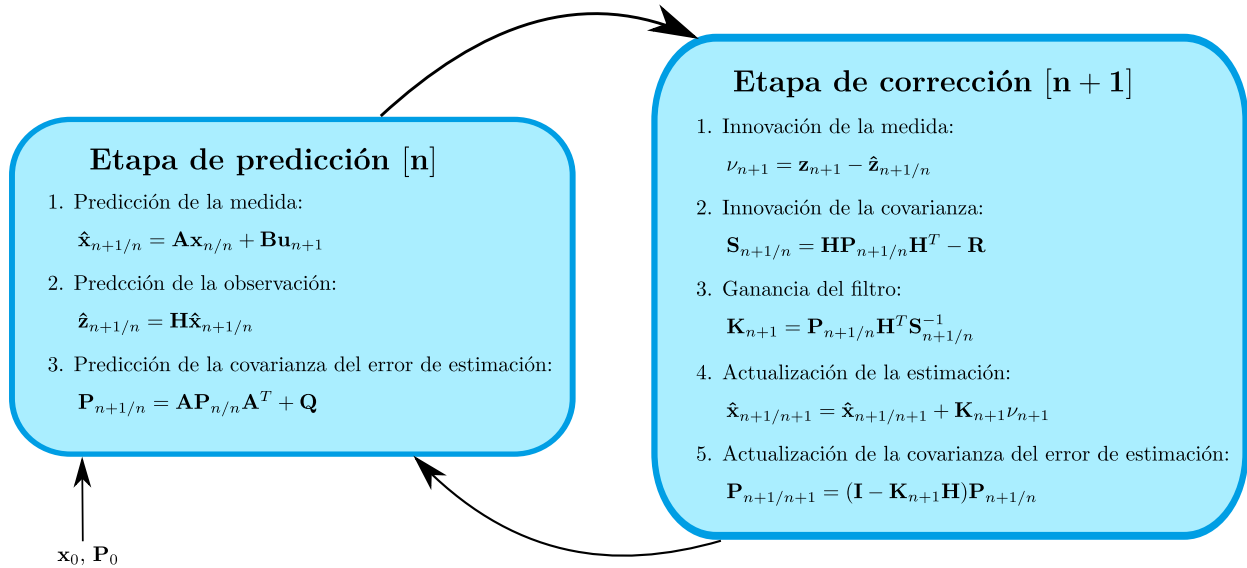 Etapa de predicción [n]
1. Predicción de la medida:
x̂ₙ₊₁/ₙ = Axₙ/ₙ + Buₙ₊₁
2. Predcción de la observación:
ẑₙ₊₁/ₙ = Hx̂ₙ₊₁/ₙ
3. Predicción de la covarianza del error de estimación:
Pₙ₊₁/ₙ = APₙ/ₙAᵀ + Q
x₀, P₀
Etapa de corrección [n + 1]
1. Innovación de la medida:
νₙ₊₁ = zₙ₊₁ − ẑₙ₊₁/ₙ
2. Innovación de la covarianza:
Sₙ₊₁/ₙ = HPₙ₊₁/ₙHᵀ − R
3. Ganancia del filtro:
Kₙ₊₁ = Pₙ₊₁/ₙHᵀS⁻¹ₙ₊₁/ₙ
4. Actualización de la estimación:
x̂ₙ₊₁/ₙ₊₁ = x̂ₙ₊₁/ₙ₊₁ + Kₙ₊₁νₙ₊₁
5. Actualización de la covarianza del error de estimación:
Pₙ₊₁/ₙ₊₁ = (I − Kₙ₊₁H)Pₙ₊₁/ₙ